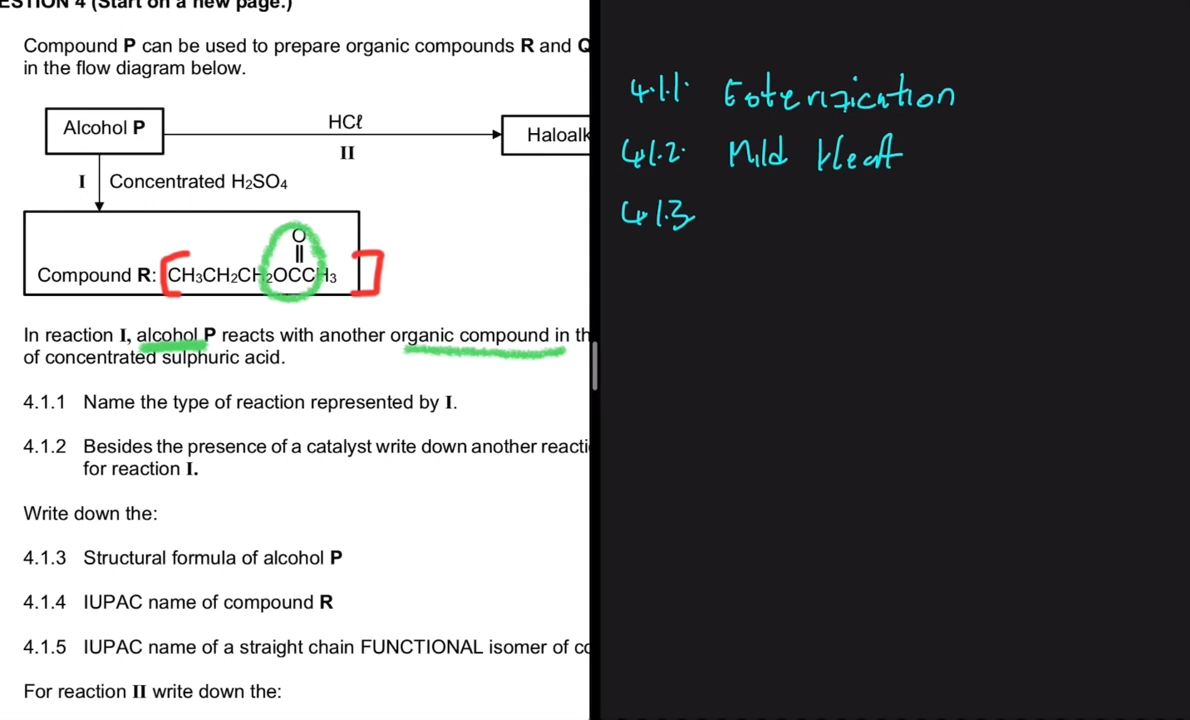 ESTION 4 (Start on a new page.)
Compound P can be used to prepare organic compounds R and Q
in the flow diagram below.
Alcohol P
HCℓ
II
Haloalk
I
Concentrated H₂SO₄
O
Compound R: CH₃CH₂CH₂OCCH₃
In reaction I, alcohol P reacts with another organic compound in th
of concentrated sulphuric acid.
4.1.1 Name the type of reaction represented by I.
4.1.2 Besides the presence of a catalyst write down another reacti
for reaction I.
Write down the:
4.1.3 Structural formula of alcohol P
4.1.4 IUPAC name of compound R
4.1.5 IUPAC name of a straight chain FUNCTIONAL isomer of co
For reaction II write down the:
4.1.1. Esterification
4.1.2. Mild Heat
4.1.3